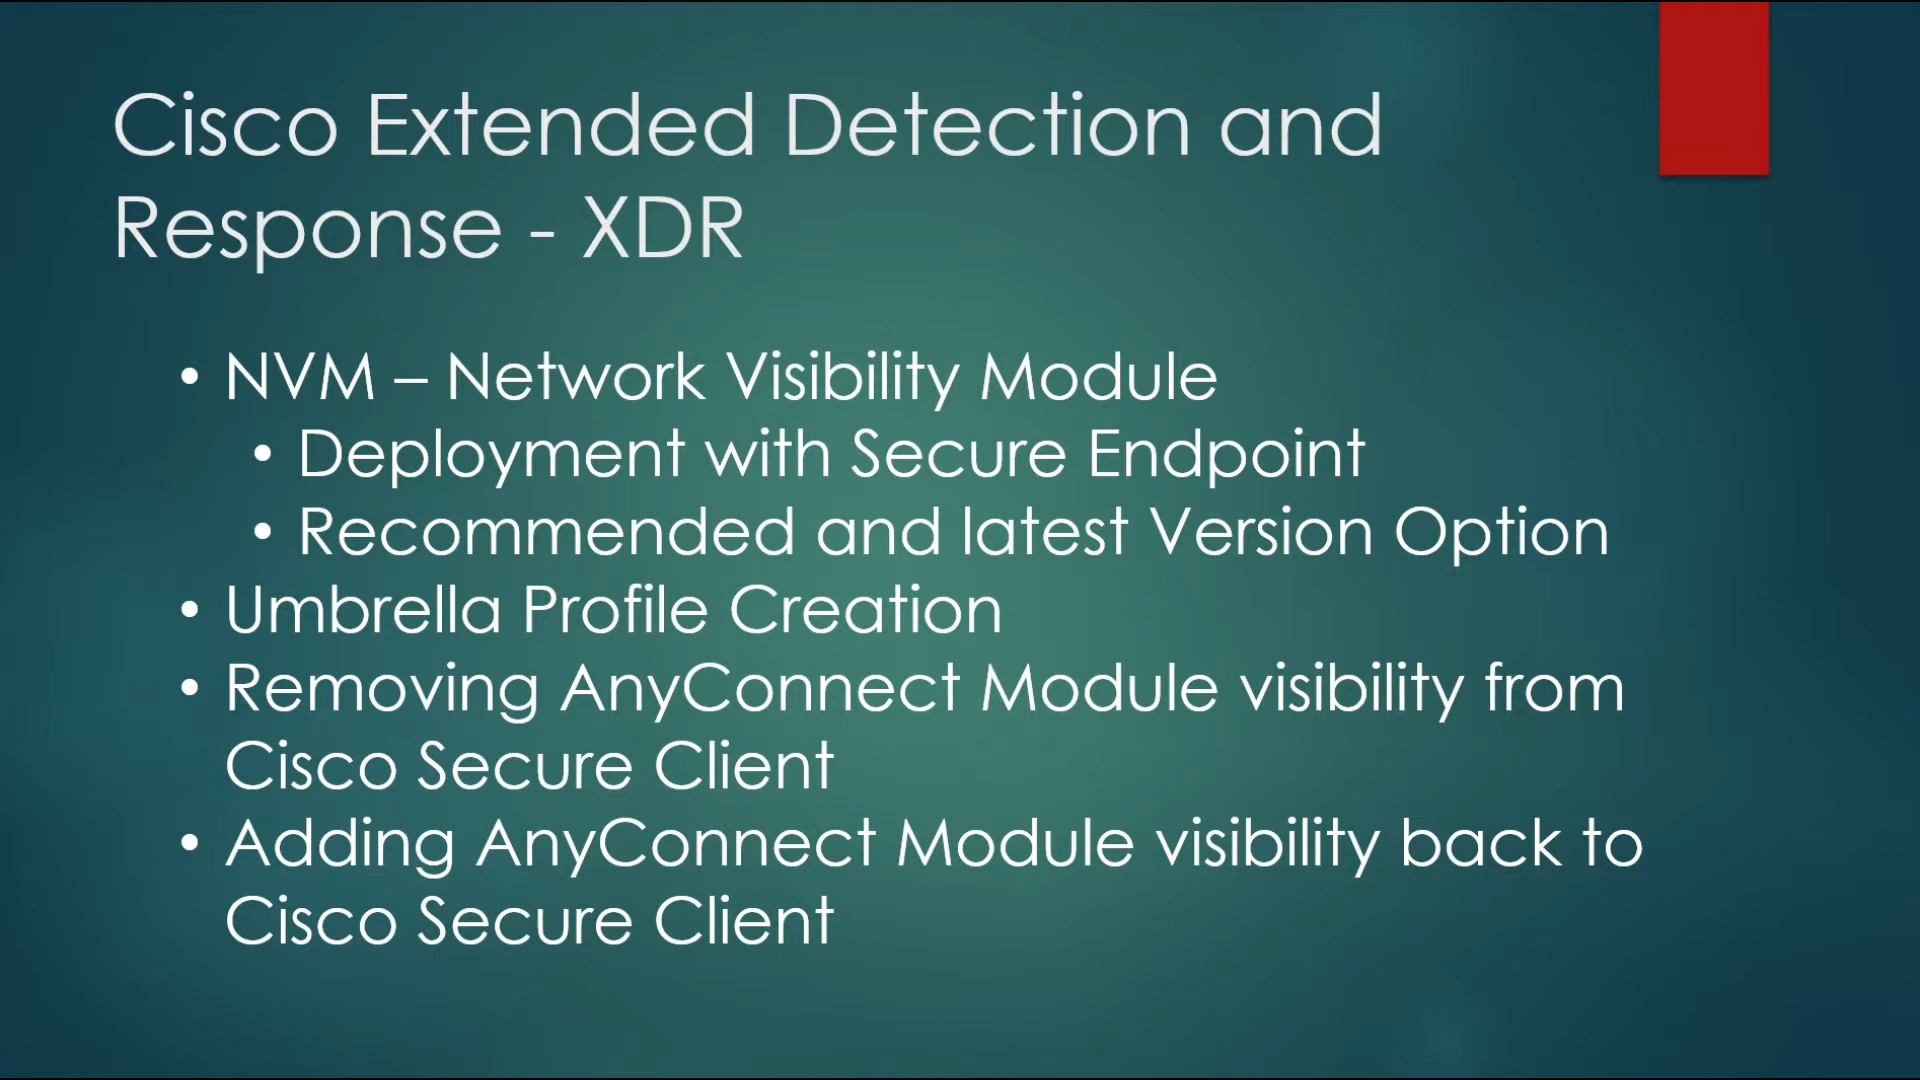 Cisco Extended Detection and
Response - XDR
• NVM – Network Visibility Module
• Deployment with Secure Endpoint
• Recommended and latest Version Option
• Umbrella Profile Creation
• Removing AnyConnect Module visibility from
Cisco Secure Client
• Adding AnyConnect Module visibility back to
Cisco Secure Client